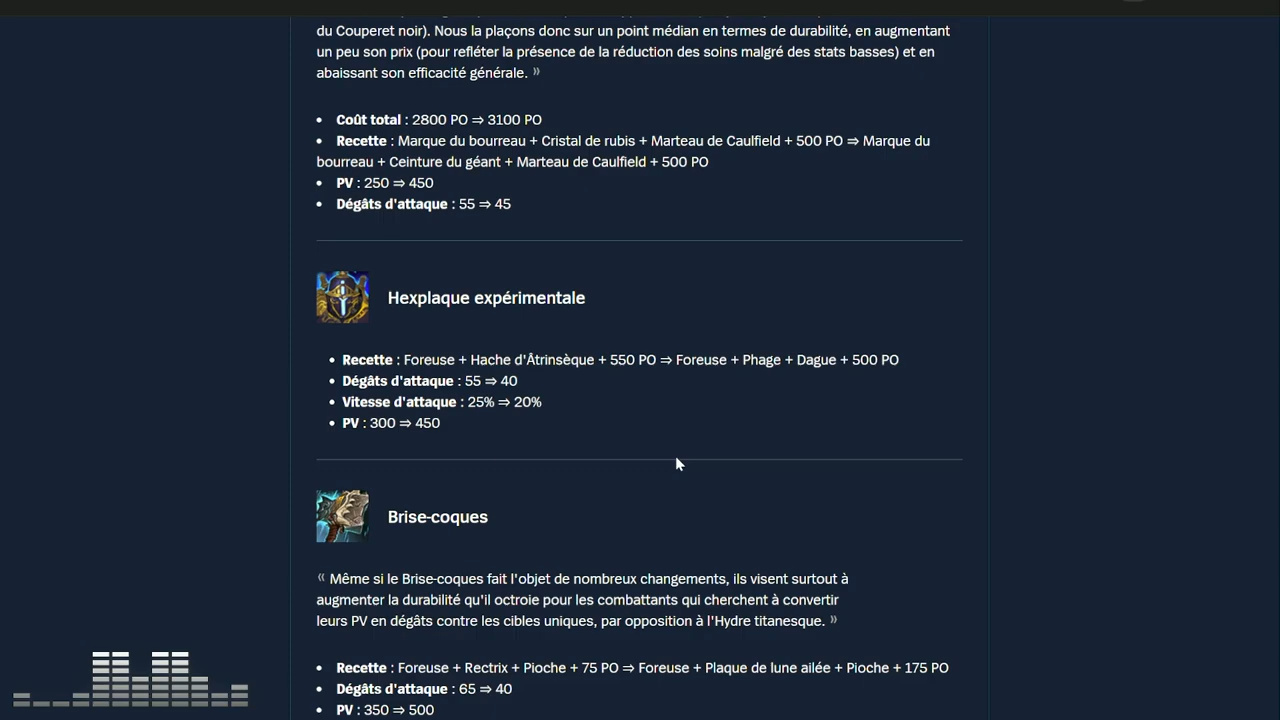 du Couperet noir). Nous la plaçons donc sur un point médian en termes de durabilité, en augmentant
un peu son prix (pour refléter la présence de la réduction des soins malgré des stats basses) et en
abaissant son efficacité générale. »
• Coût total : 2800 PO ⇒ 3100 PO
• Recette : Marque du bourreau + Cristal de rubis + Marteau de Caulfield + 500 PO ⇒ Marque du
bourreau + Ceinture du géant + Marteau de Caulfield + 500 PO
• PV : 250 ⇒ 450
• Dégâts d'attaque : 55 ⇒ 45
Hexplaque expérimentale
• Recette : Foreuse + Hache d'Âtrinsèque + 550 PO ⇒ Foreuse + Phage + Dague + 500 PO
• Dégâts d'attaque : 55 ⇒ 40
• Vitesse d'attaque : 25% ⇒ 20%
• PV : 300 ⇒ 450
Brise-coques
« Même si le Brise-coques fait l'objet de nombreux changements, ils visent surtout à
augmenter la durabilité qu'il octroie pour les combattants qui cherchent à convertir
leurs PV en dégâts contre les cibles uniques, par opposition à l'Hydre titanesque. »
• Recette : Foreuse + Rectrix + Pioche + 75 PO ⇒ Foreuse + Plaque de lune ailée + Pioche + 175 PO
• Dégâts d'attaque : 65 ⇒ 40
• PV : 350 ⇒ 500